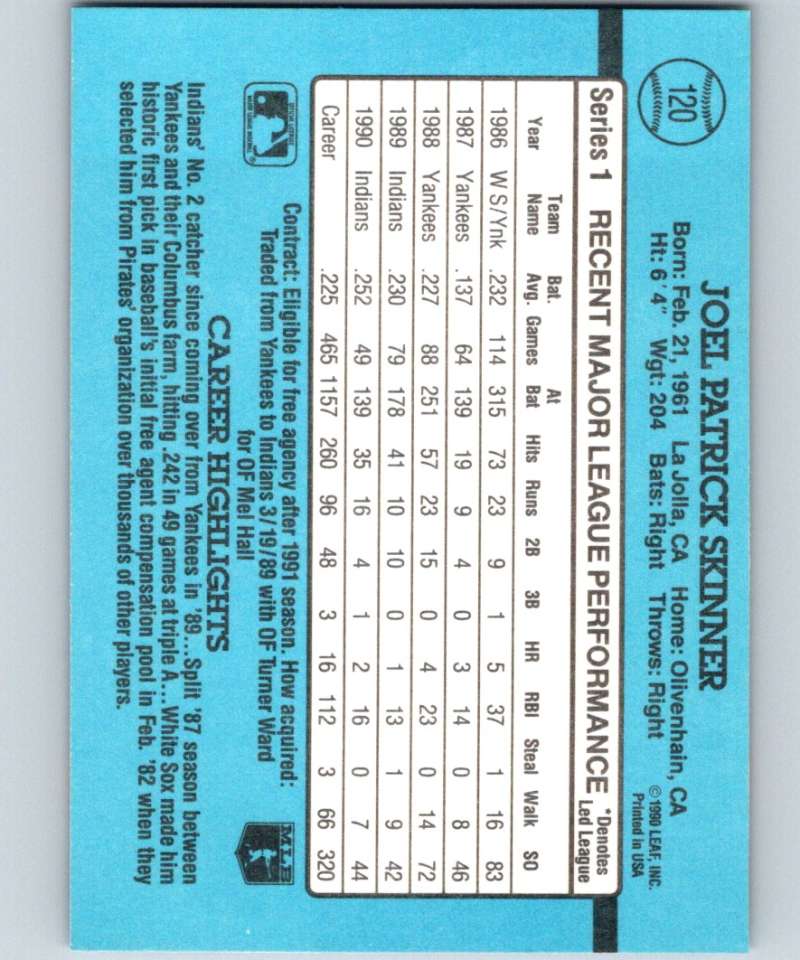 120
JOEL PATRICK SKINNER
Born: Feb. 21, 1961 La Jolla, CA Home: Olivenhain, CA
Ht: 6'4" Wgt: 204 Bats: Right Throws: Right
©1990 LEAF, INC.
Printed in USA
Series 1 RECENT MAJOR LEAGUE PERFORMANCE *Denotes Led League
Year Team Name Bat. Avg. Games At Bat Hits Runs 2B 3B HR RBI Steal Walk SO
1986 W S/Ynk .232 114 315 73 23 9 1 5 37 1 16 83
1987 Yankees .137 64 139 19 9 4 0 3 14 0 8 46
1988 Yankees .227 88 251 57 23 15 0 4 23 0 14 72
1989 Indians .230 79 178 41 10 10 0 1 13 1 9 42
1990 Indians .252 49 139 35 16 4 1 2 16 0 7 44
Career .225 465 1157 260 96 48 3 16 112 3 66 320
Contract: Eligible for free agency after 1991 season. How acquired:
Traded from Yankees to Indians 3/19/89 with OF Turner Ward
for OF Mel Hall
MLB
CAREER HIGHLIGHTS
Indians' No. 2 catcher since coming over from Yankees in '89...Split '87 season between
Yankees and their Columbus farm, hitting .242 in 49 games at triple A...White Sox made him
historic first pick in baseball's initial free agent compensation pool in Feb. '82 when they
selected him from Pirates' organization over thousands of other players.